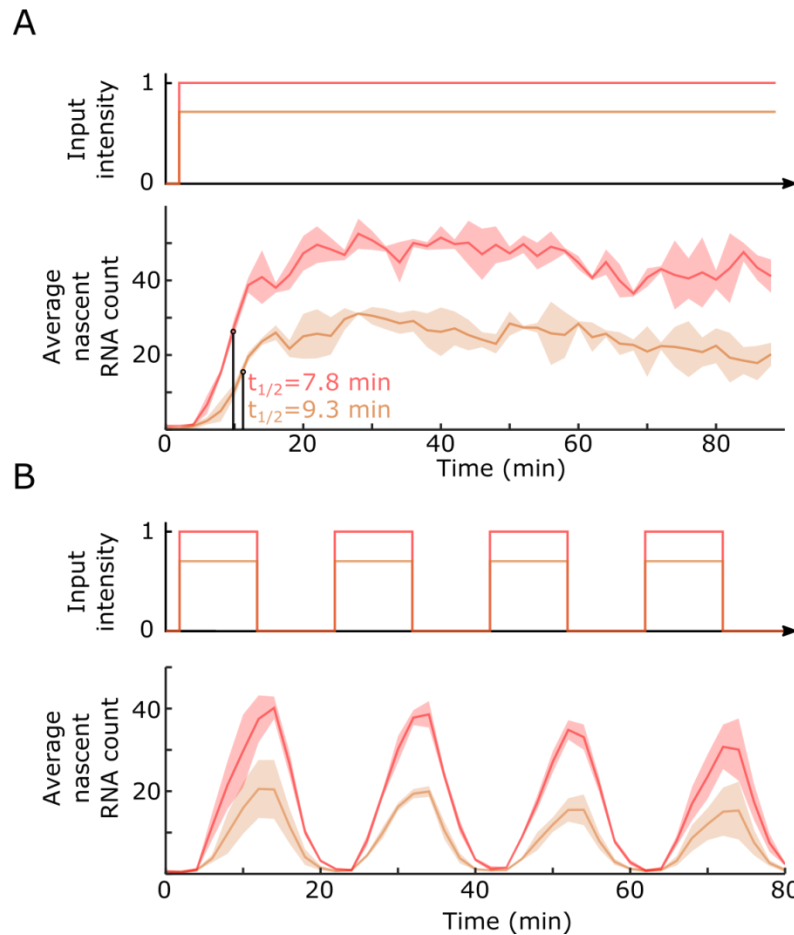 A
Input
intensity
1
0
Average
nascent
RNA count
40
20
t1/2=7.8 min
t1/2=9.3 min
0 20 40 60 80
Time (min)
B
Input
intensity
1
0
Average
nascent
RNA count
40
20
0 20 40 60 80
Time (min)